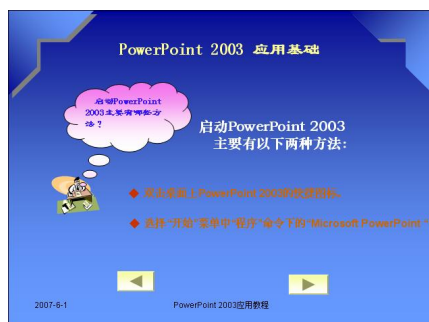 PowerPoint 2003 应用基础
启动PowerPoint
2003主要有哪些方
法？
启动PowerPoint 2003
主要有以下两种方法：
双击桌面上PowerPoint 2003的快捷图标。
选择“开始”菜单中“程序”命令下的“Microsoft PowerPoint ”
2007-6-1
PowerPoint 2003应用教程